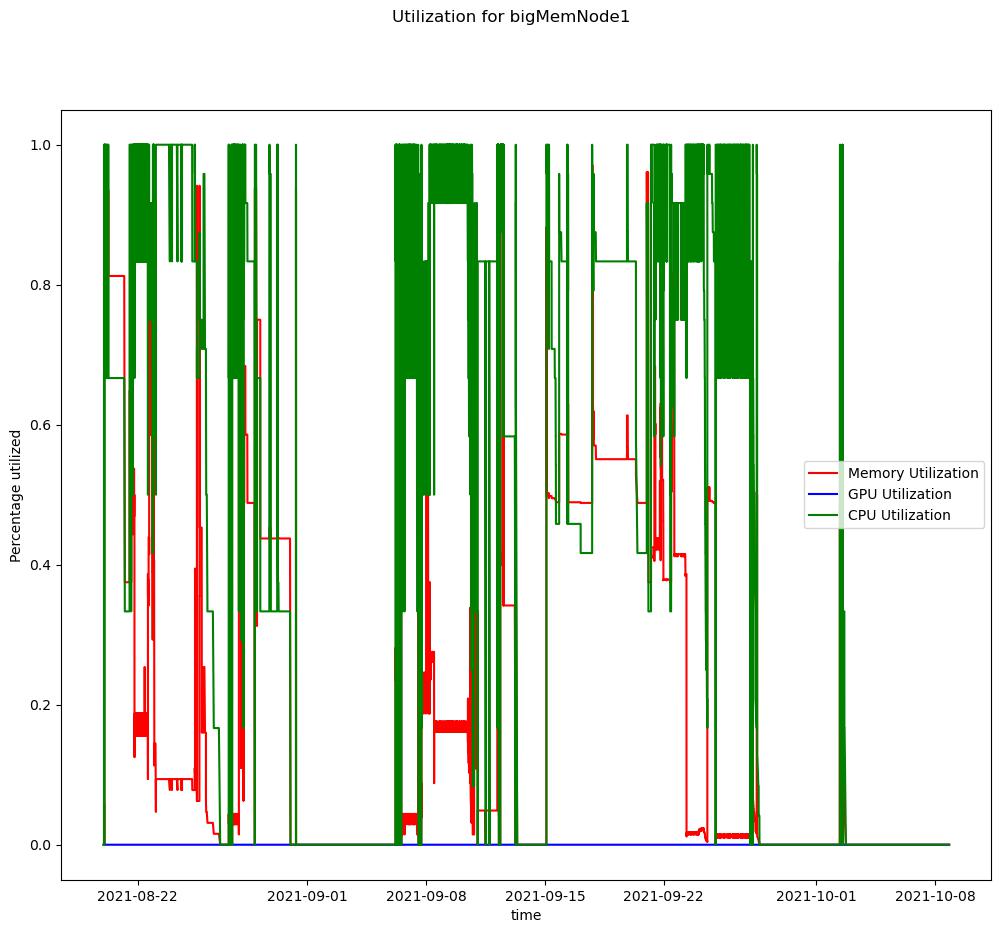 Utilization for bigMemNode1
1.0
0.8
0.6
0.4
0.2
0.0
Percentage utilized
Memory Utilization
GPU Utilization
CPU Utilization
2021-08-22 2021-09-01 2021-09-08 2021-09-15 2021-09-22 2021-10-01 2021-10-08
time